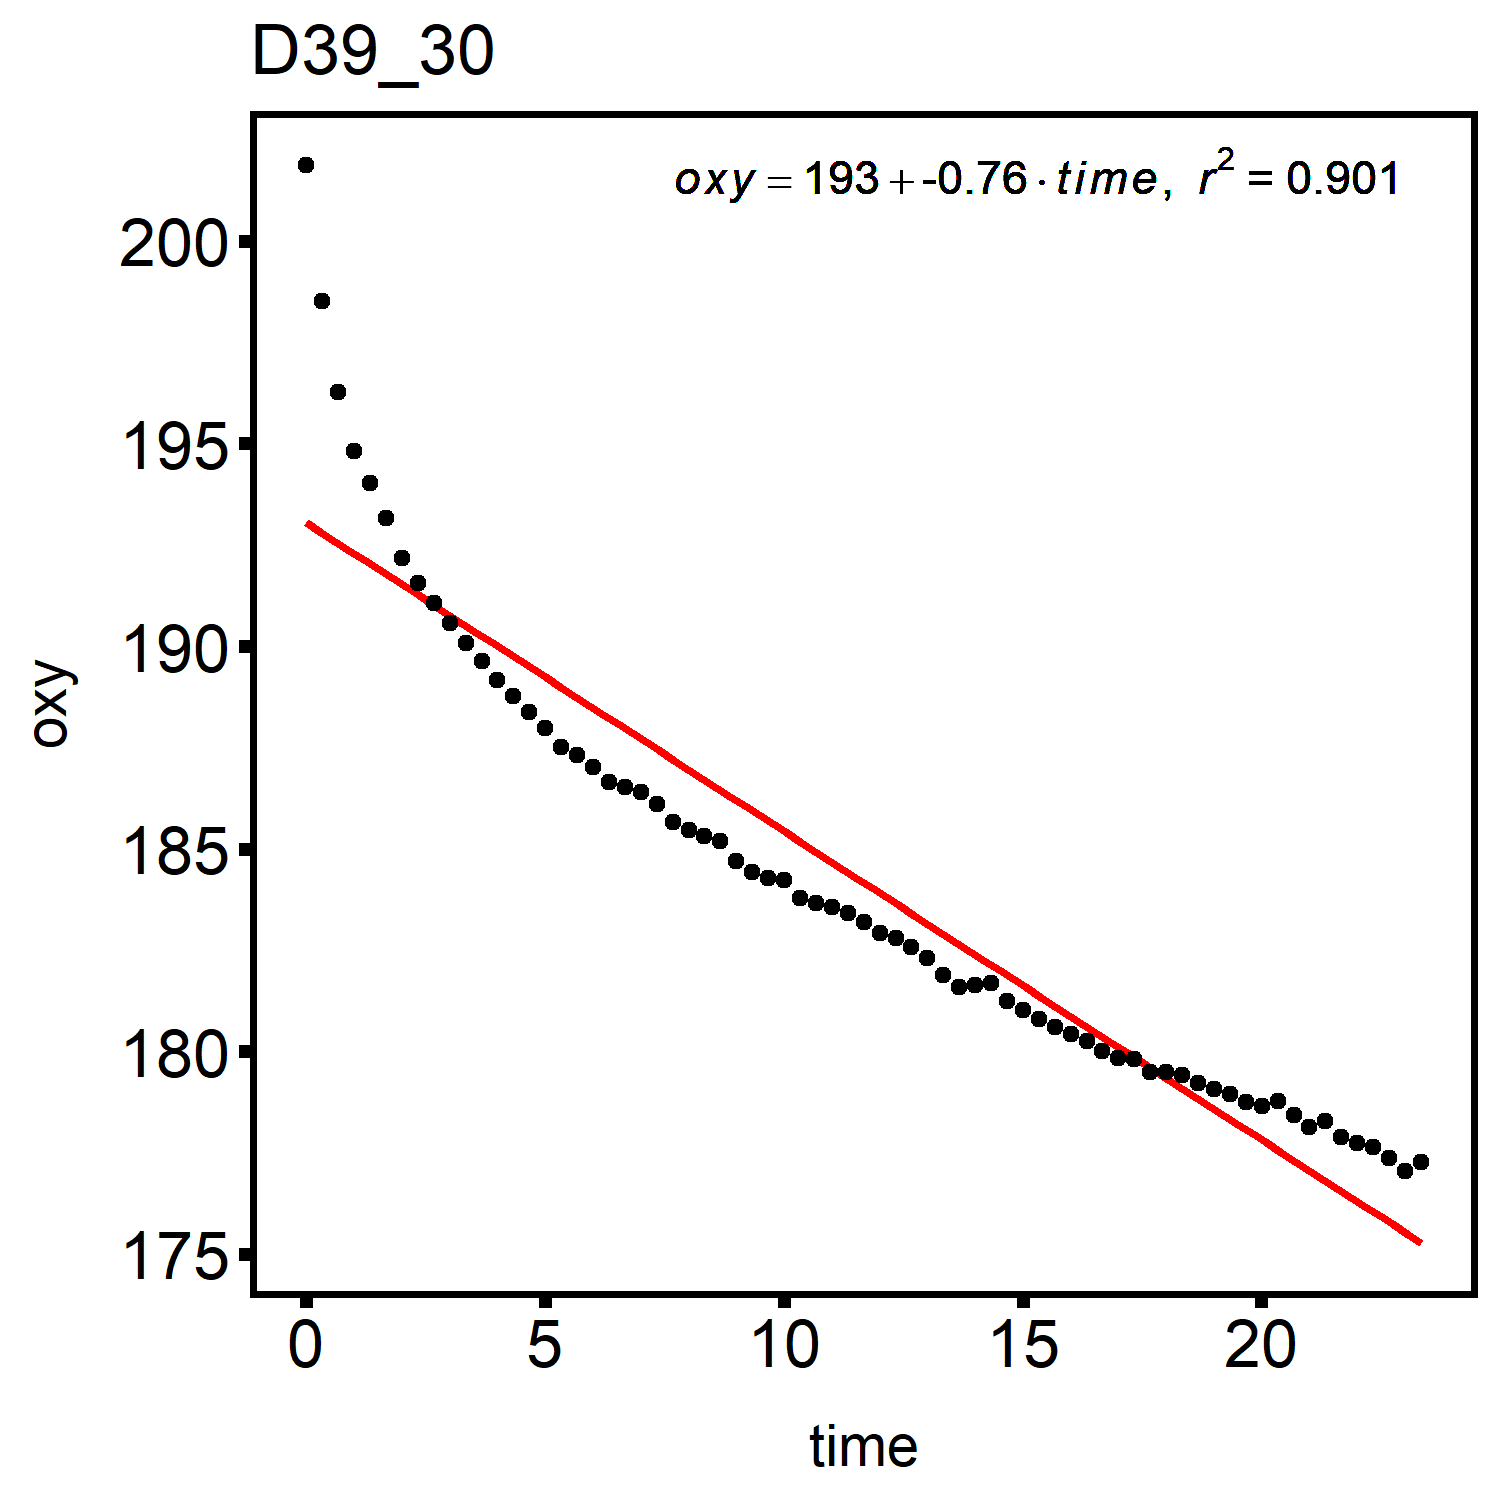 D39_30
oxy = 193 + -0.76 · time, r² = 0.901
200
195
190
185
180
175
oxy
0 5 10 15 20
time